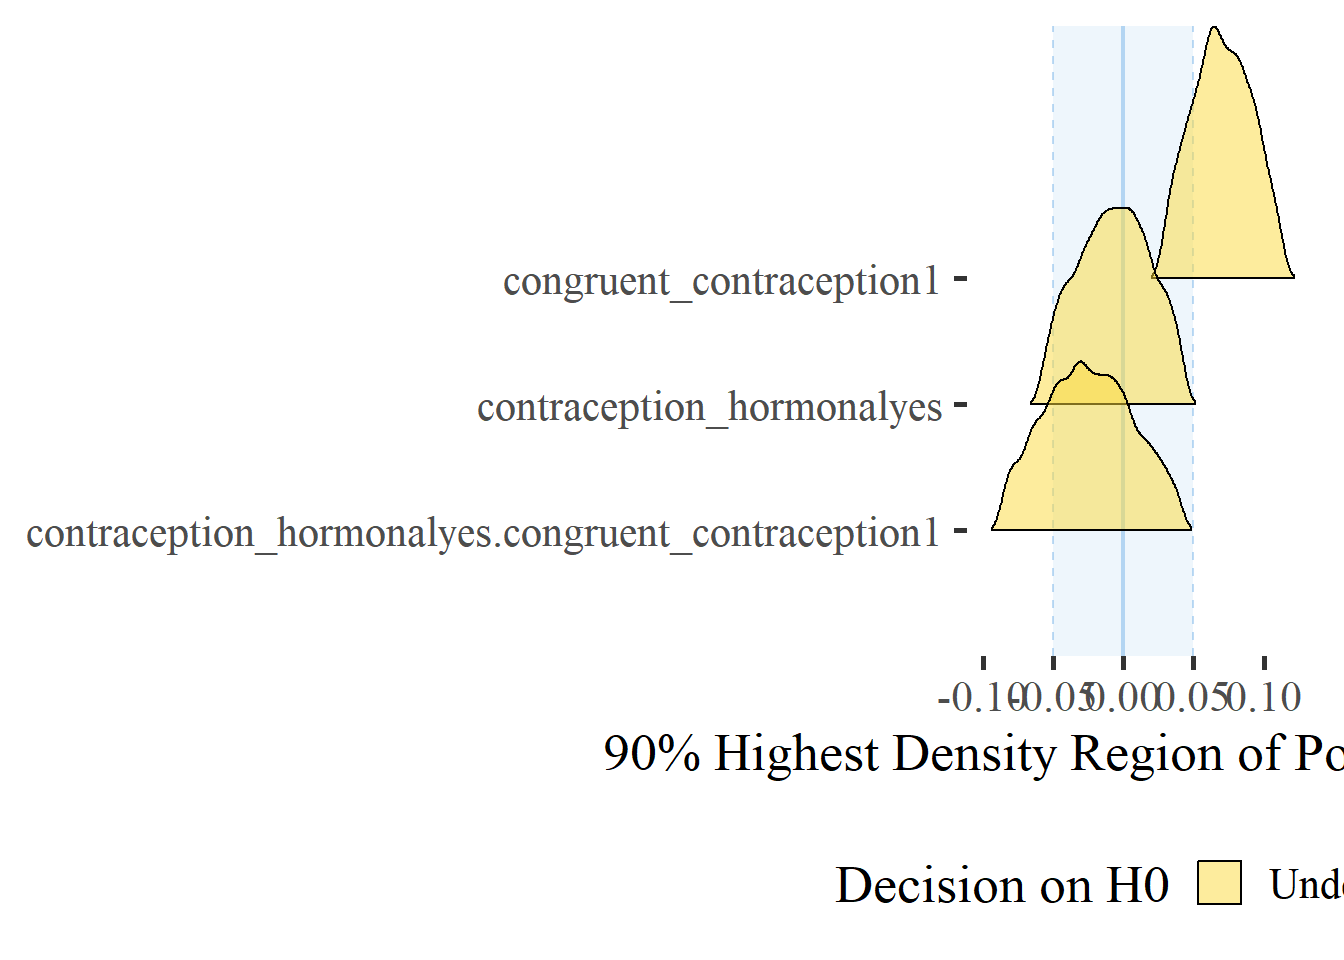 congruent_contraception1
contraception_hormonalyes
contraception_hormonalyes.congruent_contraception1
-0.10 -0.05 0.00 0.05 0.10
90% Highest Density Region of Po
Decision on H0 Unde